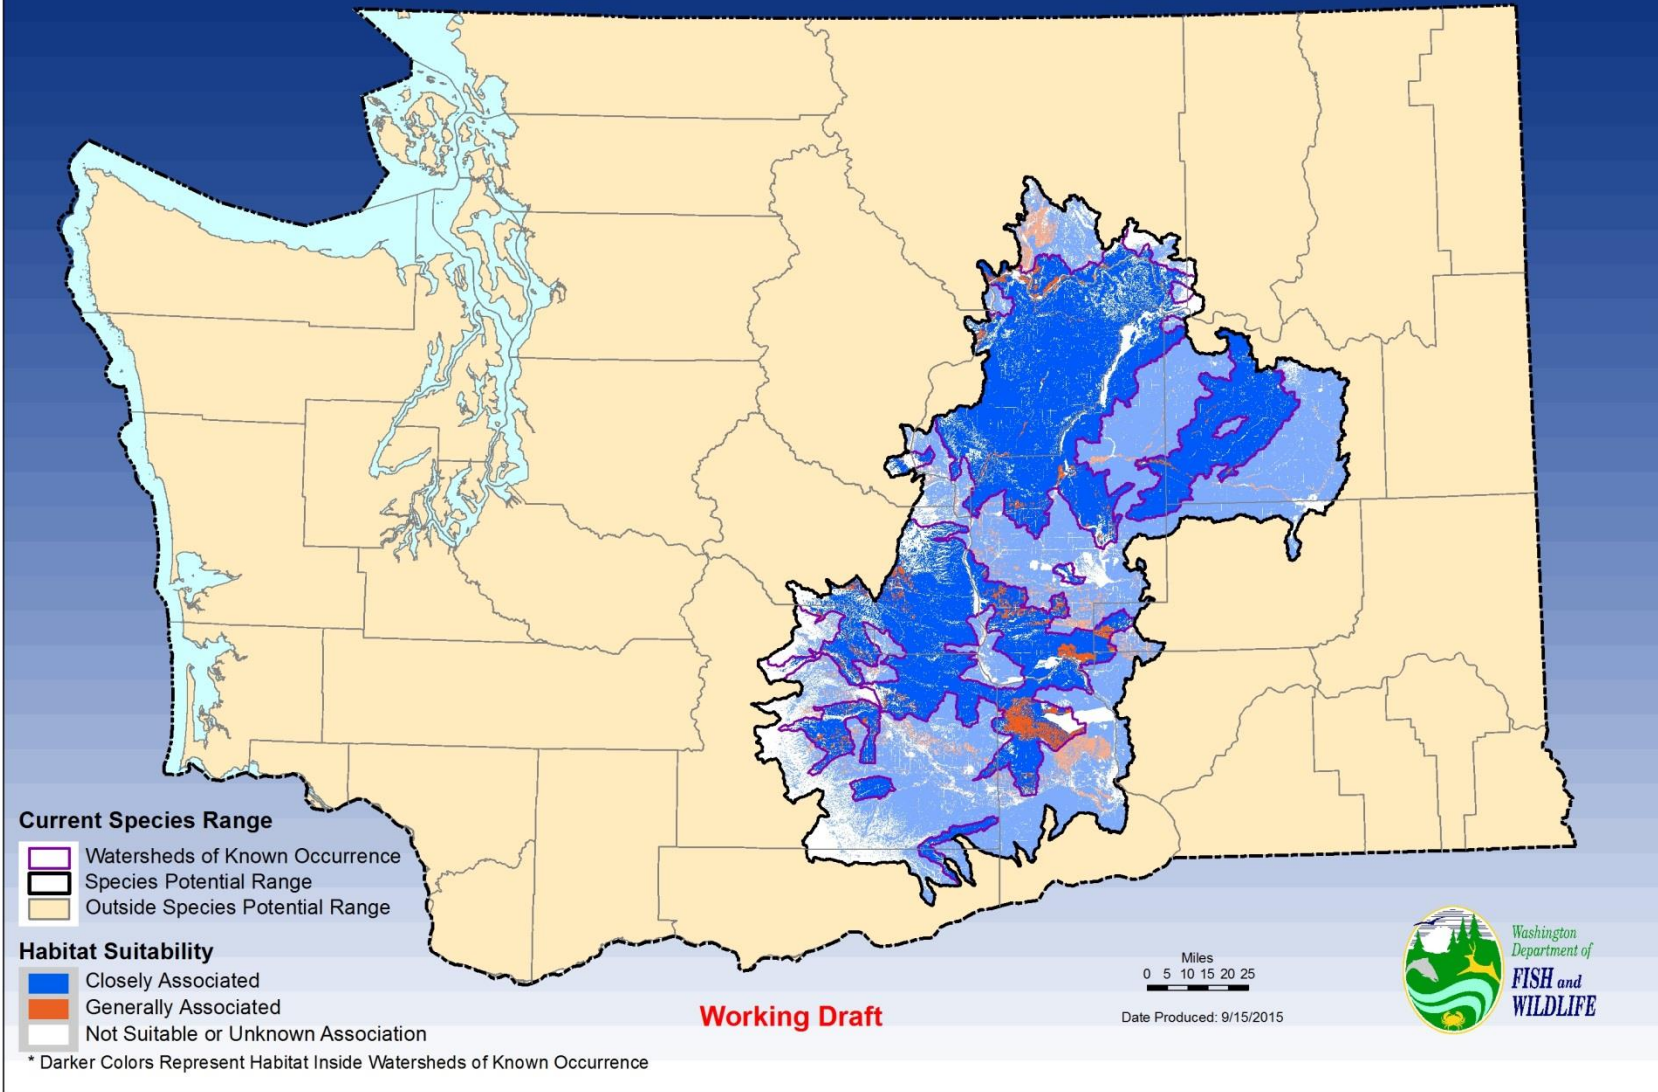 Current Species Range
Watersheds of Known Occurrence
Species Potential Range
Outside Species Potential Range
Habitat Suitability
Closely Associated
Generally Associated
Not Suitable or Unknown Association
* Darker Colors Represent Habitat Inside Watersheds of Known Occurrence
Working Draft
Miles
0 5 10 15 20 25
Date Produced: 9/15/2015
Washington
Department of
FISH and
WILDLIFE